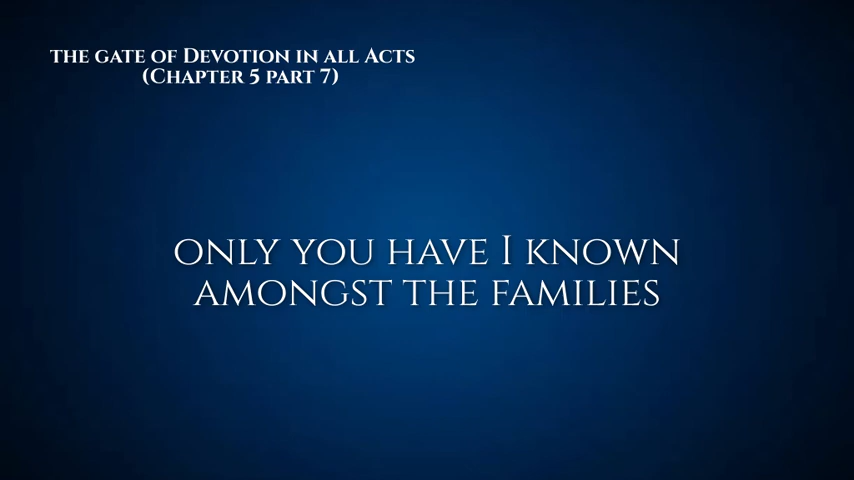 the gate of Devotion in all Acts
(Chapter 5 part 7)
only you have I known
amongst the families